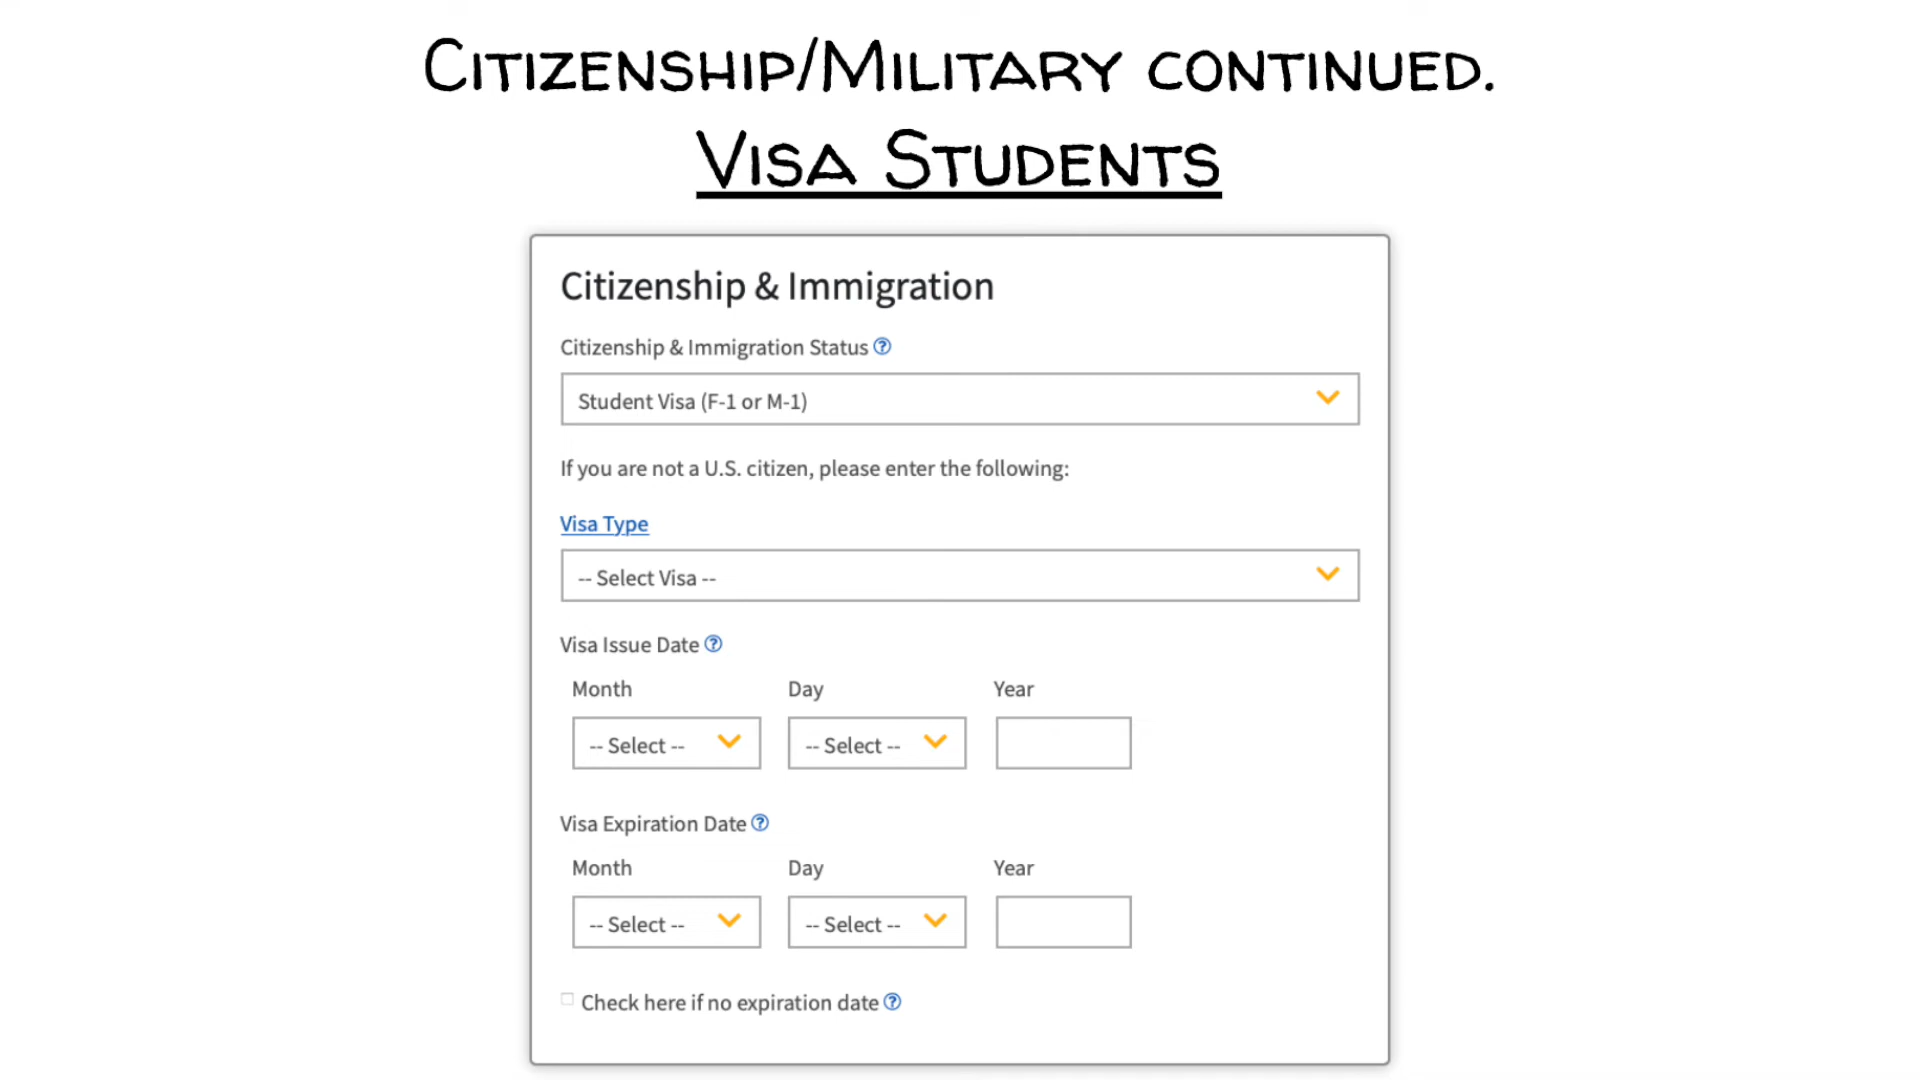 Citizenship/Military continued.
Visa Students
Citizenship & Immigration
Citizenship & Immigration Status ?
Student Visa (F-1 or M-1)
If you are not a U.S. citizen, please enter the following:
Visa Type
-- Select Visa --
Visa Issue Date ?
Month Day Year
-- Select -- -- Select --
Visa Expiration Date ?
Month Day Year
-- Select -- -- Select --
Check here if no expiration date ?